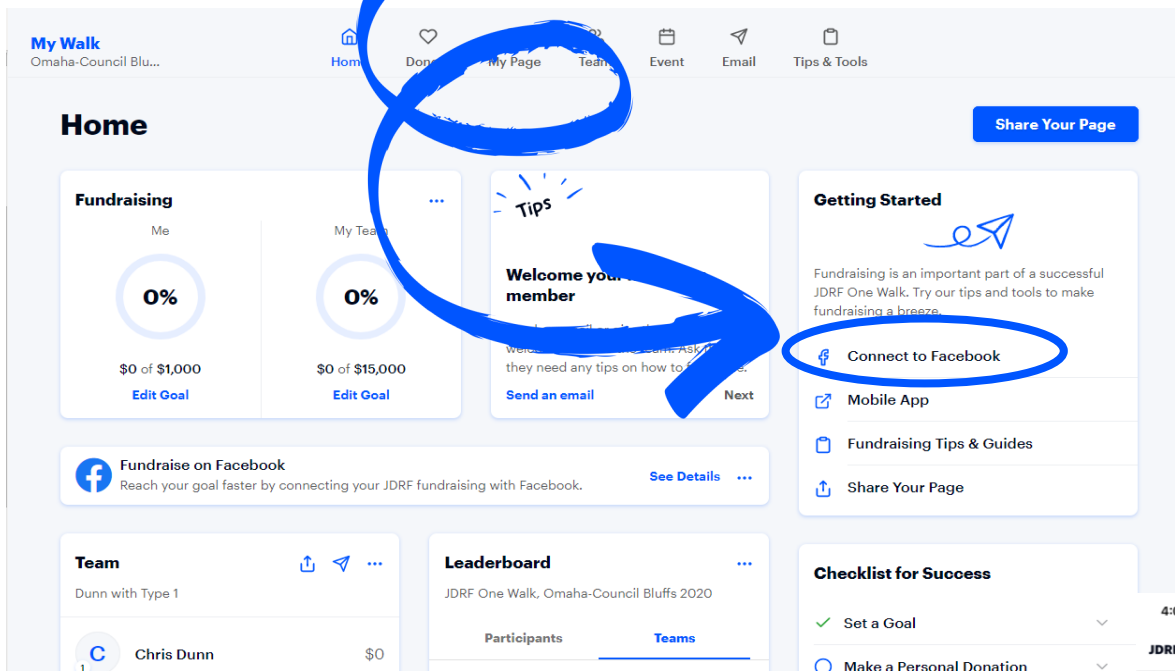 My Walk
Omaha-Council Blu...
Home
My Page
Event
Email
Tips & Tools
Home
Share Your Page
Fundraising
Me
My Team
0%
0%
$0 of $1,000
$0 of $15,000
Edit Goal
Edit Goal
Tips
Welcome
member
they need any tips on how to
Send an email
Next
Getting Started
Fundraising is an important part of a successful
JDRF One Walk. Try our tips and tools to make
fundraising a breeze.
Connect to Facebook
Mobile App
Fundraising Tips & Guides
Share Your Page
Fundraise on Facebook
Reach your goal faster by connecting your JDRF fundraising with Facebook.
See Details
Team
Dunn with Type 1
C
1
Chris Dunn
$0
Leaderboard
JDRF One Walk, Omaha-Council Bluffs 2020
Participants
Teams
Checklist for Success
Set a Goal
Make a Personal Donation